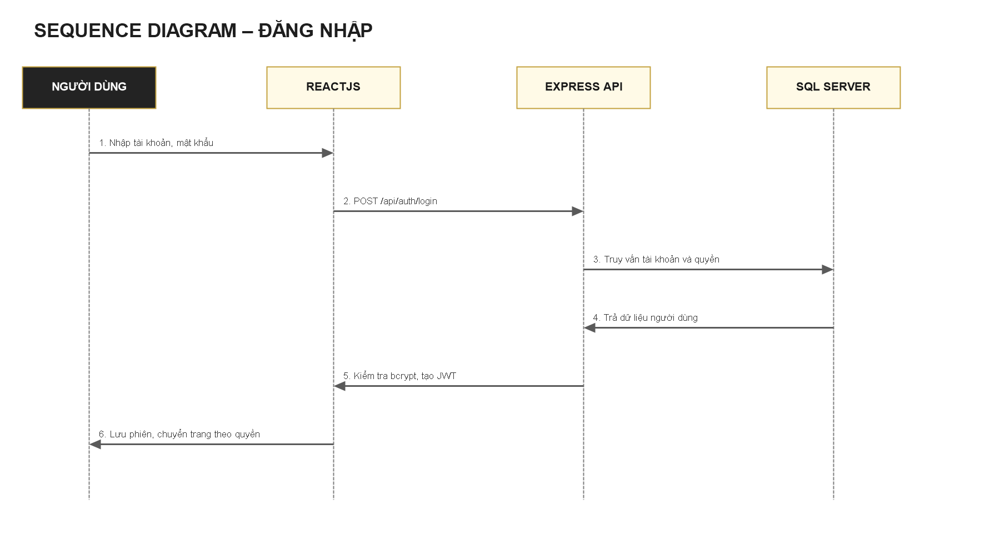 SEQUENCE DIAGRAM – ĐĂNG NHẬP
NGƯỜI DÙNG
REACTJS
EXPRESS API
SQL SERVER
1. Nhập tài khoản, mật khẩu
2. POST /api/auth/login
3. Truy vấn tài khoản và quyền
4. Trả dữ liệu người dùng
5. Kiểm tra bcrypt, tạo JWT
6. Lưu phiên, chuyển trang theo quyền